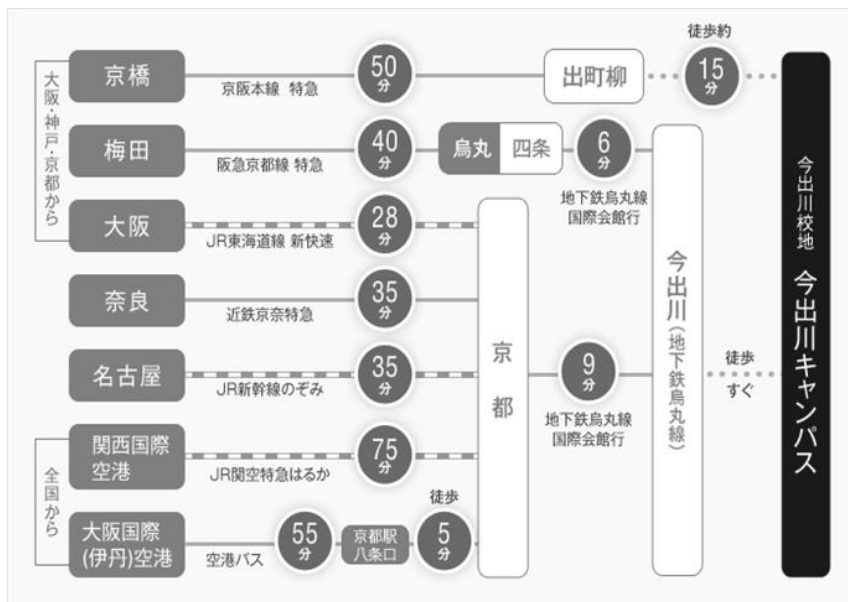 大阪・神戸・京都から
京橋
京阪本線 特急
50分
出町柳
徒歩約
15分
梅田
阪急京都線 特急
40分
烏丸 四条
6分
地下鉄烏丸線
国際会館行
大阪
JR東海道線 新快速
28分
奈良
近鉄京奈特急
35分
名古屋
JR新幹線のぞみ
35分
全国から
関西国際
空港
JR関空特急はるか
75分
大阪国際
(伊丹)空港
空港バス
55分
京都駅
八条口
徒歩
5分
京都
9分
地下鉄烏丸線
国際会館行
今出川(地下鉄烏丸線)
徒歩
すぐ
今出川校地 今出川キャンパス